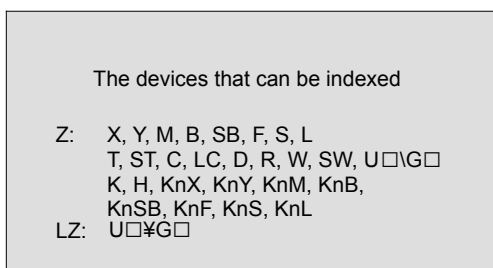 The devices that can be indexed
Z: X, Y, M, B, SB, F, S, L
T, ST, C, LC, D, R, W, SW, U□\G□
K, H, KnX, KnY, KnM, KnB,
KnSB, KnF, KnS, KnL
LZ: U□¥G□